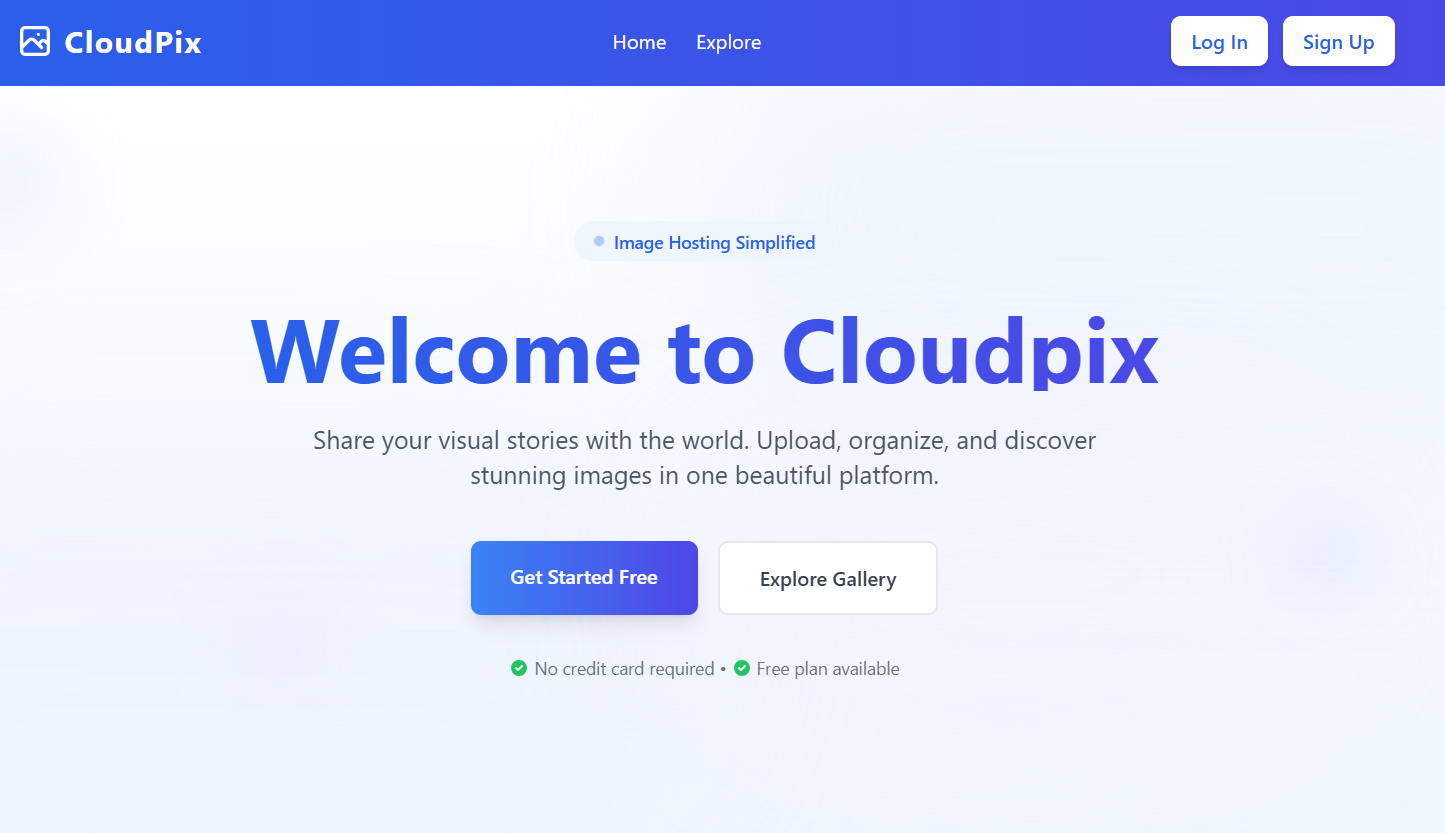 CloudPix
Home
Explore
Log In
Sign Up
Image Hosting Simplified
Welcome to Cloudpix
Share your visual stories with the world. Upload, organize, and discover
stunning images in one beautiful platform.
Get Started Free
Explore Gallery
No credit card required • Free plan available